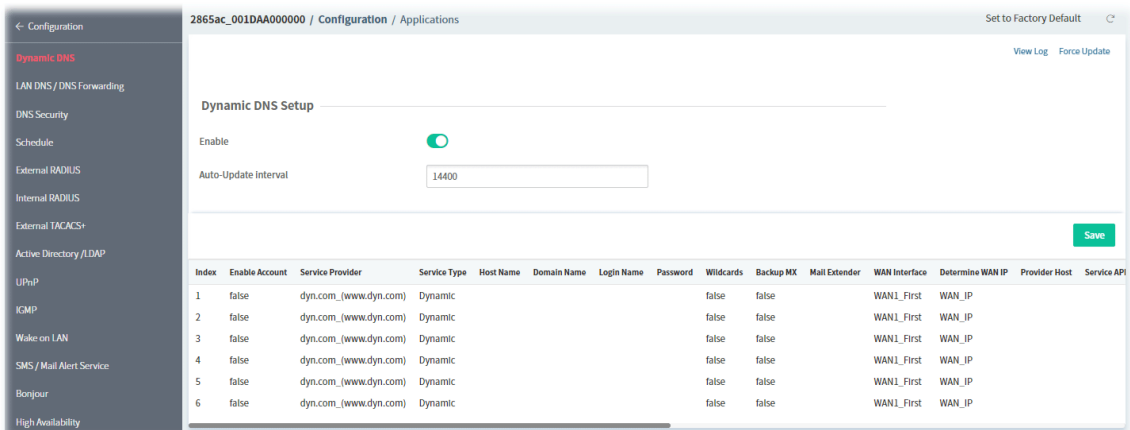 ← Configuration
Dynamic DNS
LAN DNS / DNS Forwarding
DNS Security
Schedule
External RADIUS
Internal RADIUS
External TACACS+
Active Directory /LDAP
UPnP
IGMP
Wake on LAN
SMS / Mail Alert Service
Bonjour
High Availability
2865ac_001DAA000000 / Configuration / Applications
Set to Factory Default
View Log Force Update
Dynamic DNS Setup
Enable
Auto-Update Interval 14400
Save
Index Enable Account Service Provider Service Type Host Name Domain Name Login Name Password Wildcards Backup MX Mail Extender WAN Interface Determine WAN IP Provider Host Service API
1 false dyn.com_(www.dyn.com) Dynamic false false WAN1_First WAN_IP
2 false dyn.com_(www.dyn.com) Dynamic false false WAN1_First WAN_IP
3 false dyn.com_(www.dyn.com) Dynamic false false WAN1_First WAN_IP
4 false dyn.com_(www.dyn.com) Dynamic false false WAN1_First WAN_IP
5 false dyn.com_(www.dyn.com) Dynamic false false WAN1_First WAN_IP
6 false dyn.com_(www.dyn.com) Dynamic false false WAN1_First WAN_IP